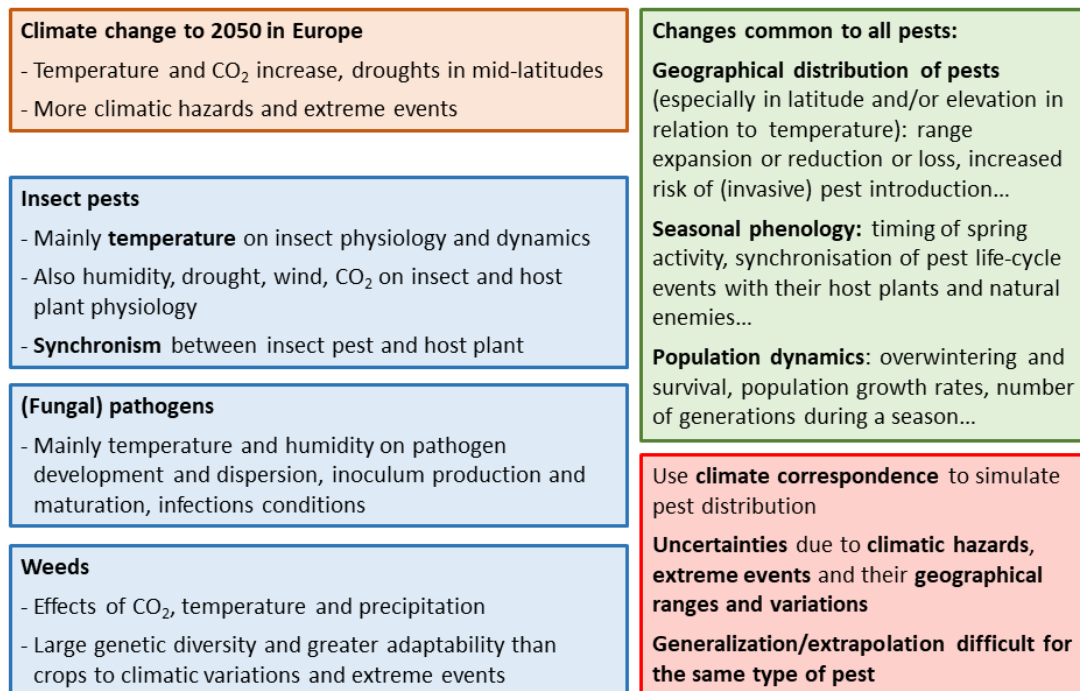 Climate change to 2050 in Europe
- Temperature and CO₂ increase, droughts in mid-latitudes
- More climatic hazards and extreme events
Insect pests
- Mainly temperature on insect physiology and dynamics
- Also humidity, drought, wind, CO₂ on insect and host
plant physiology
- Synchronism between insect pest and host plant
(Fungal) pathogens
- Mainly temperature and humidity on pathogen
development and dispersion, inoculum production and
maturation, infections conditions
Weeds
- Effects of CO₂, temperature and precipitation
- Large genetic diversity and greater adaptability than
crops to climatic variations and extreme events
Changes common to all pests:
Geographical distribution of pests
(especially in latitude and/or elevation in
relation to temperature): range
expansion or reduction or loss, increased
risk of (invasive) pest introduction...
Seasonal phenology: timing of spring
activity, synchronisation of pest life-cycle
events with their host plants and natural
enemies...
Population dynamics: overwintering and
survival, population growth rates, number
of generations during a season...
Use climate correspondence to simulate
pest distribution
Uncertainties due to climatic hazards,
extreme events and their geographical
ranges and variations
Generalization/extrapolation difficult for
the same type of pest